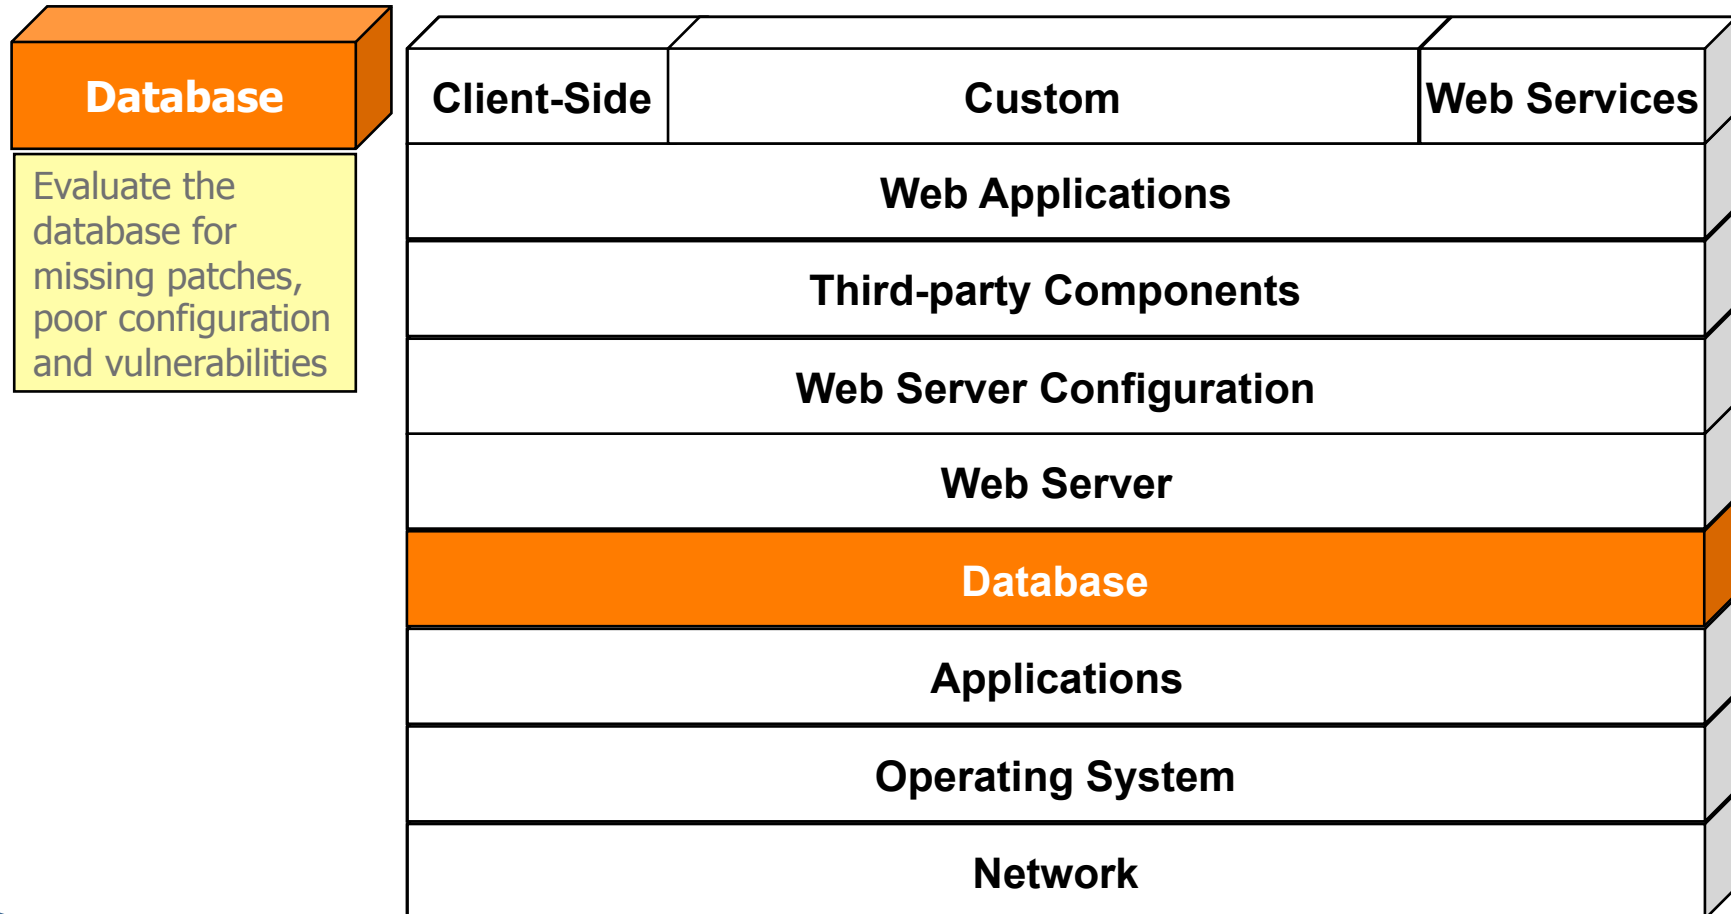 Database
Evaluate the
database for
missing patches,
poor configuration
and vulnerabilities
Client-Side
Custom
Web Services
Web Applications
Third-party Components
Web Server Configuration
Web Server
Database
Applications
Operating System
Network